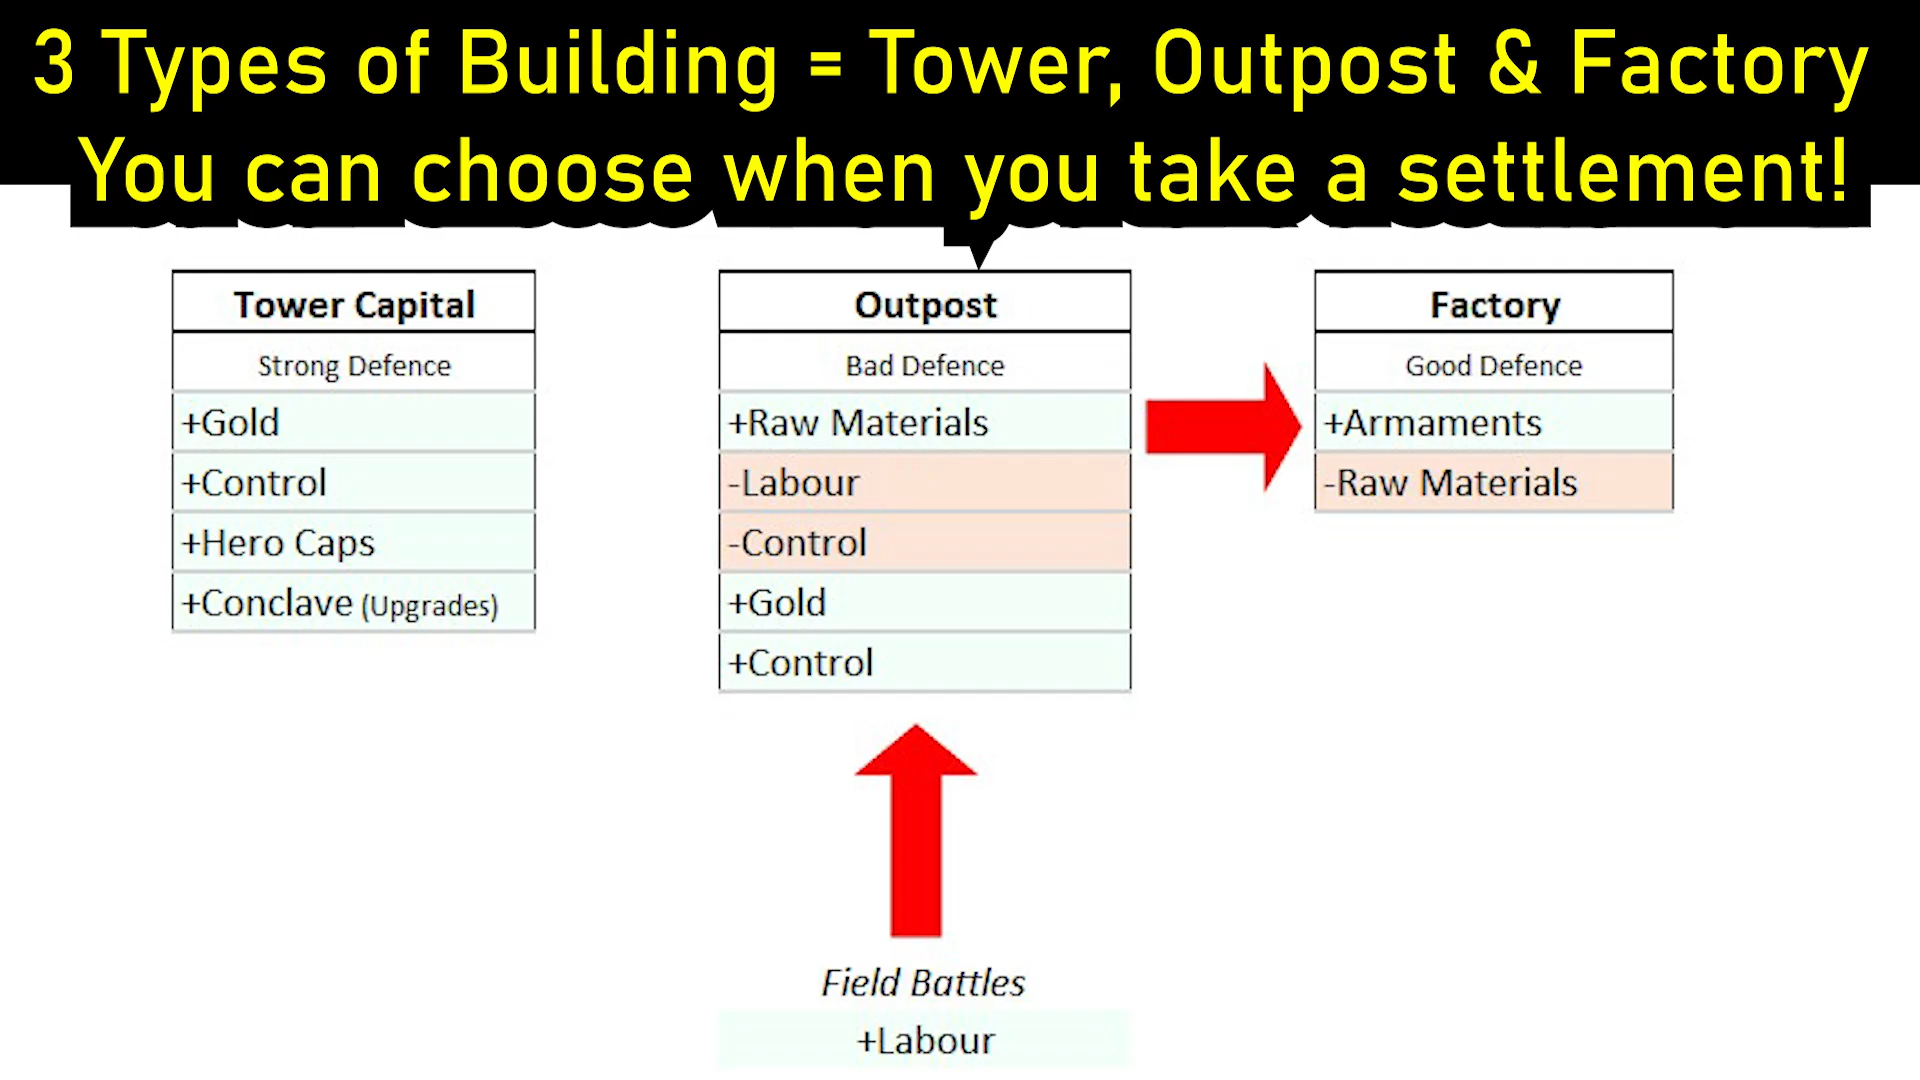 3 Types of Building = Tower, Outpost & Factory
You can choose when you take a settlement!
Tower Capital
Strong Defence
+Gold
+Control
+Hero Caps
+Conclave (Upgrades)
Outpost
Bad Defence
+Raw Materials
-Labour
-Control
+Gold
+Control
Factory
Good Defence
+Armaments
-Raw Materials
Field Battles
+Labour